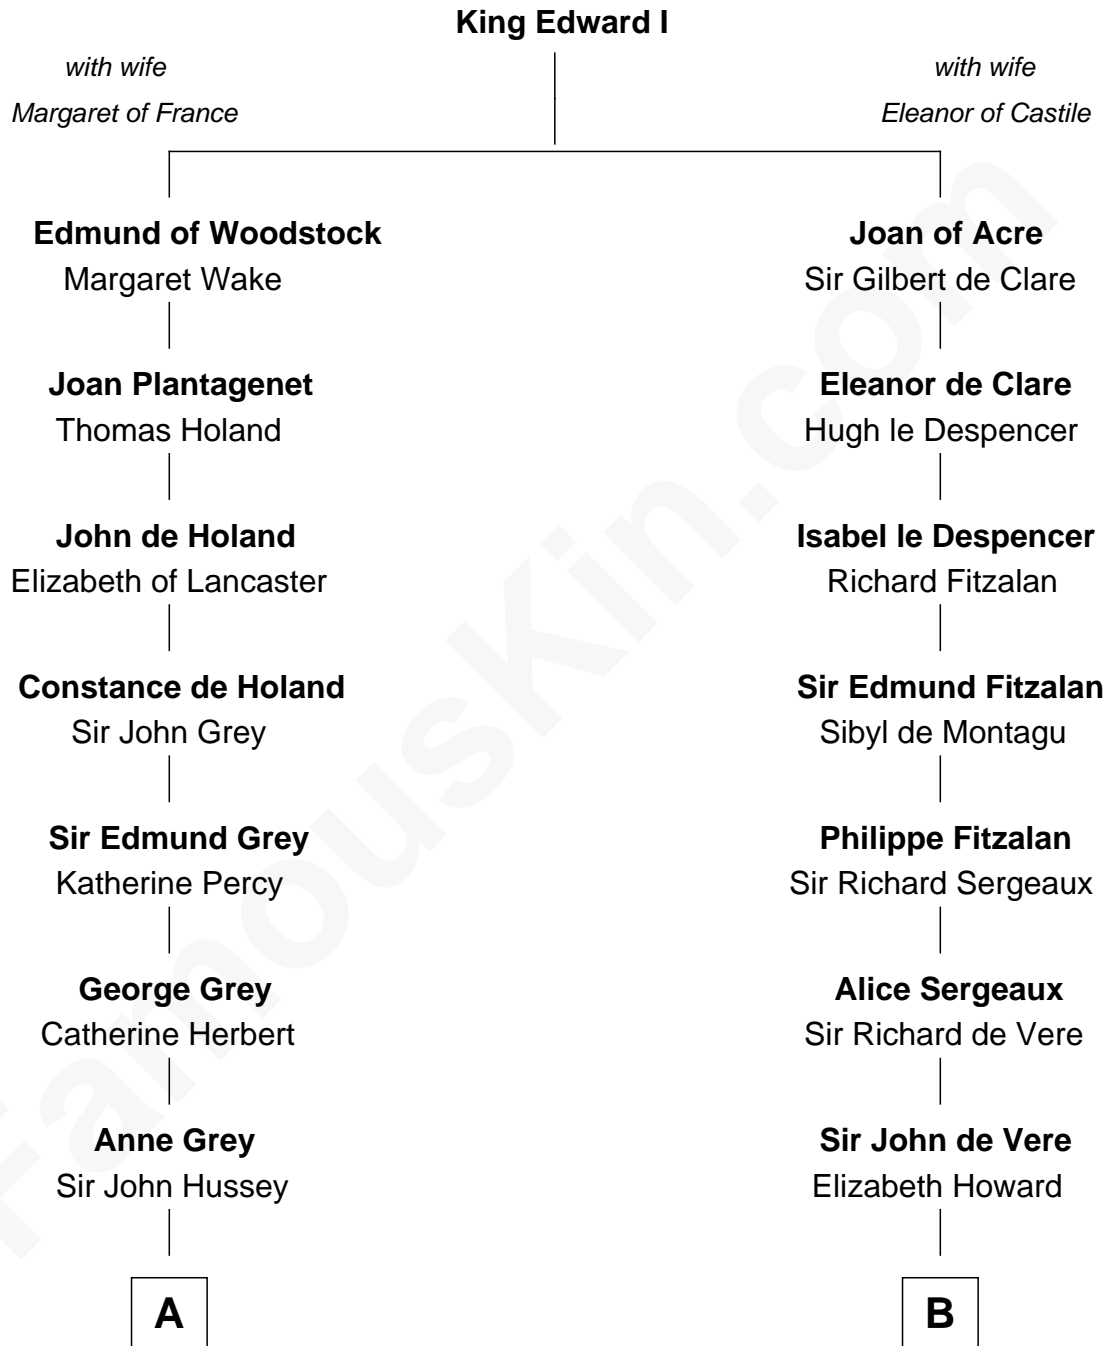 King Edward I
with wife
Margaret of France
with wife
Eleanor of Castile
Edmund of Woodstock
Margaret Wake
Joan of Acre
Sir Gilbert de Clare
Joan Plantagenet
Thomas Holand
Eleanor de Clare
Hugh le Despencer
John de Holand
Elizabeth of Lancaster
Isabel le Despencer
Richard Fitzalan
Constance de Holand
Sir John Grey
Sir Edmund Fitzalan
Sibyl de Montagu
Sir Edmund Grey
Katherine Percy
Philippe Fitzalan
Sir Richard Sergeaux
George Grey
Catherine Herbert
Alice Sergeaux
Sir Richard de Vere
Anne Grey
Sir John Hussey
Sir John de Vere
Elizabeth Howard
A
B
FamousKin.com